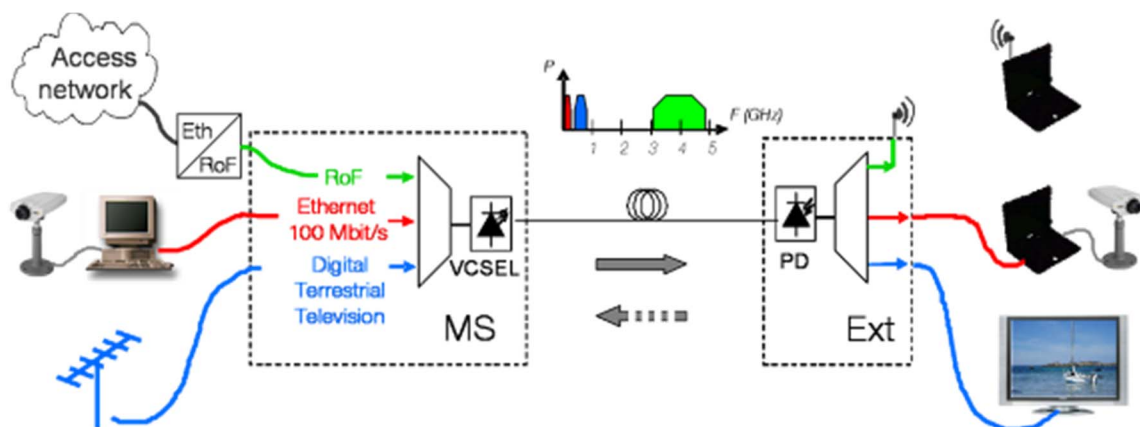 Access
network
Eth
RoF
RoF
Ethernet
100 Mbit/s
Digital
Terrestrial
Television
VCSEL
MS
P
F (GHz)
1 2 3 4 5
PD
Ext